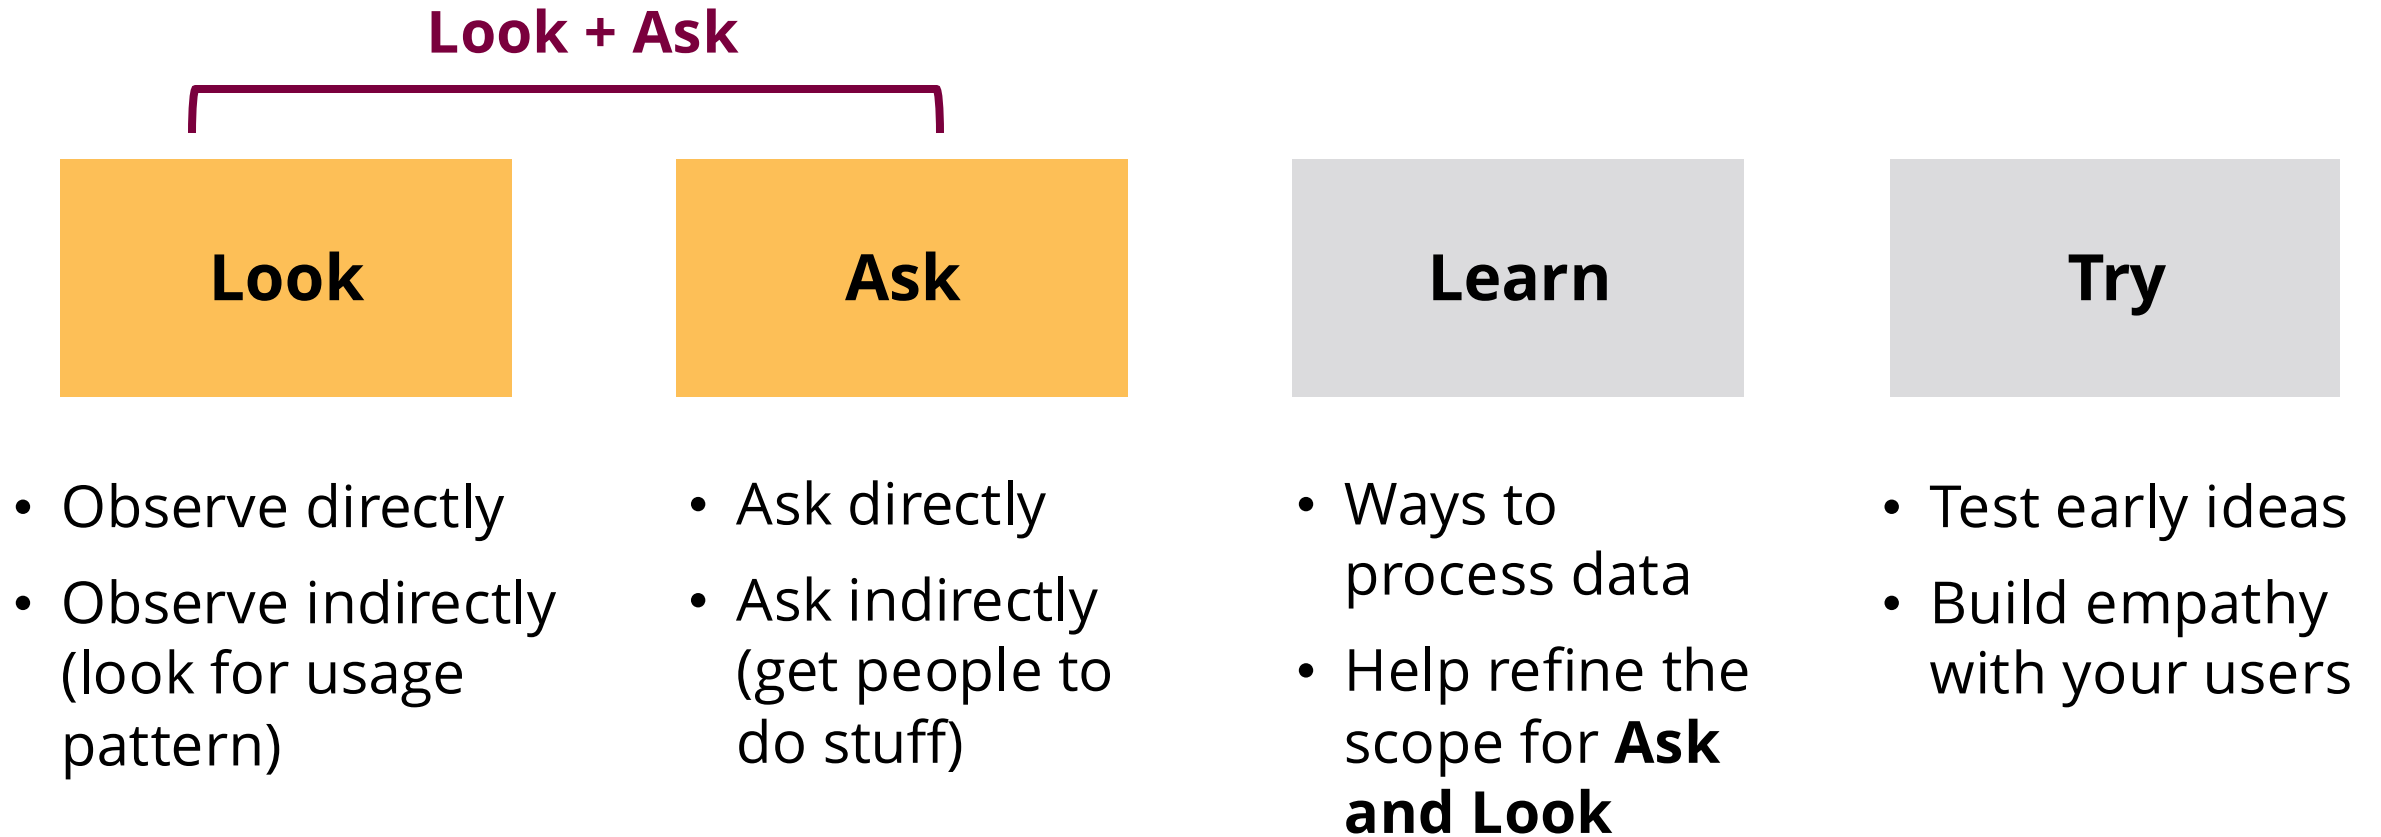 Look + Ask
Look
Ask
Learn
Try
• Observe directly
• Observe indirectly
(look for usage
pattern)
• Ask directly
• Ask indirectly
(get people to
do stuff)
• Ways to
process data
• Help refine the
scope for Ask
and Look
• Test early ideas
• Build empathy
with your users